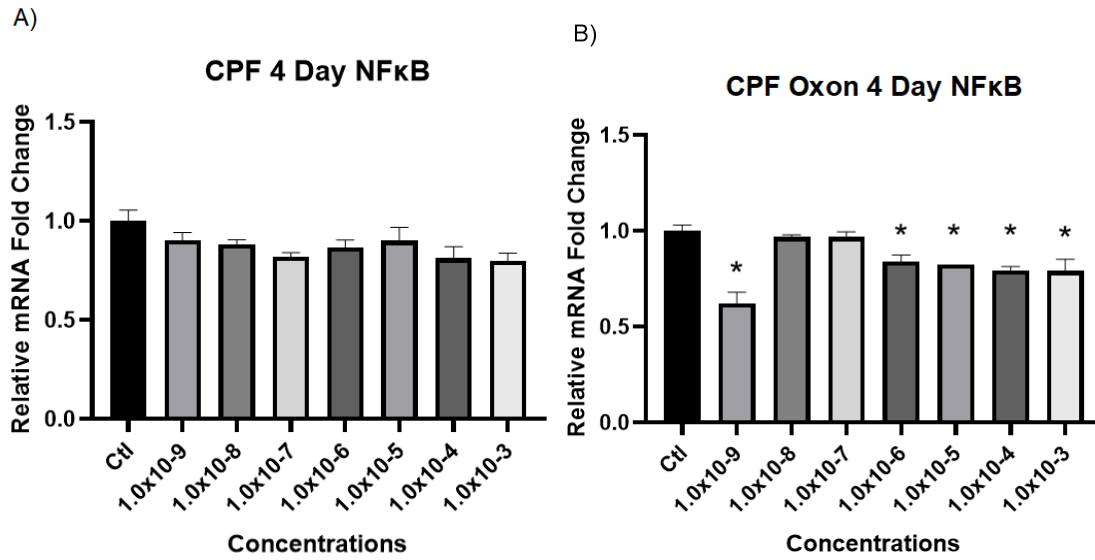 A)
CPF 4 Day NFκB
Relative mRNA Fold Change
1.5
1.0
0.5
0.0
Ctl
1.0x10-9
1.0x10-8
1.0x10-7
1.0x10-6
1.0x10-5
1.0x10-4
1.0x10-3
Concentrations
B)
CPF Oxon 4 Day NFκB
Relative mRNA Fold Change
1.5
1.0
0.5
0.0
*
*
*
*
*
Ctl
1.0x10-9
1.0x10-8
1.0x10-7
1.0x10-6
1.0x10-5
1.0x10-4
1.0x10-3
Concentrations